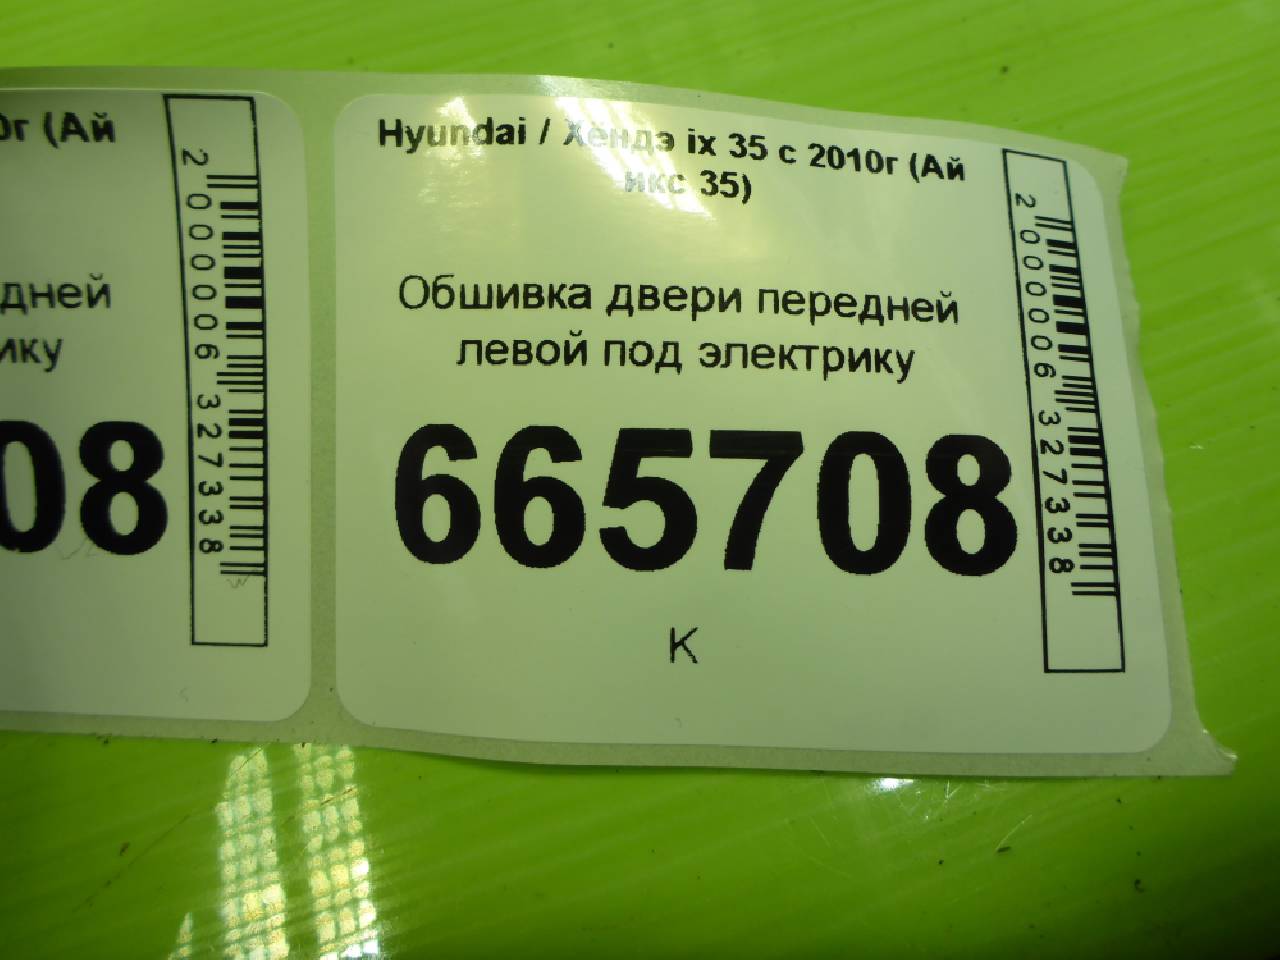 0г (Ай
дней
ику
08
2000006327338
Hyundai / Хёндэ ix 35 с 2010г (Ай
икс 35)
Обшивка двери передней
левой под электрику
665708
К
2000006327338